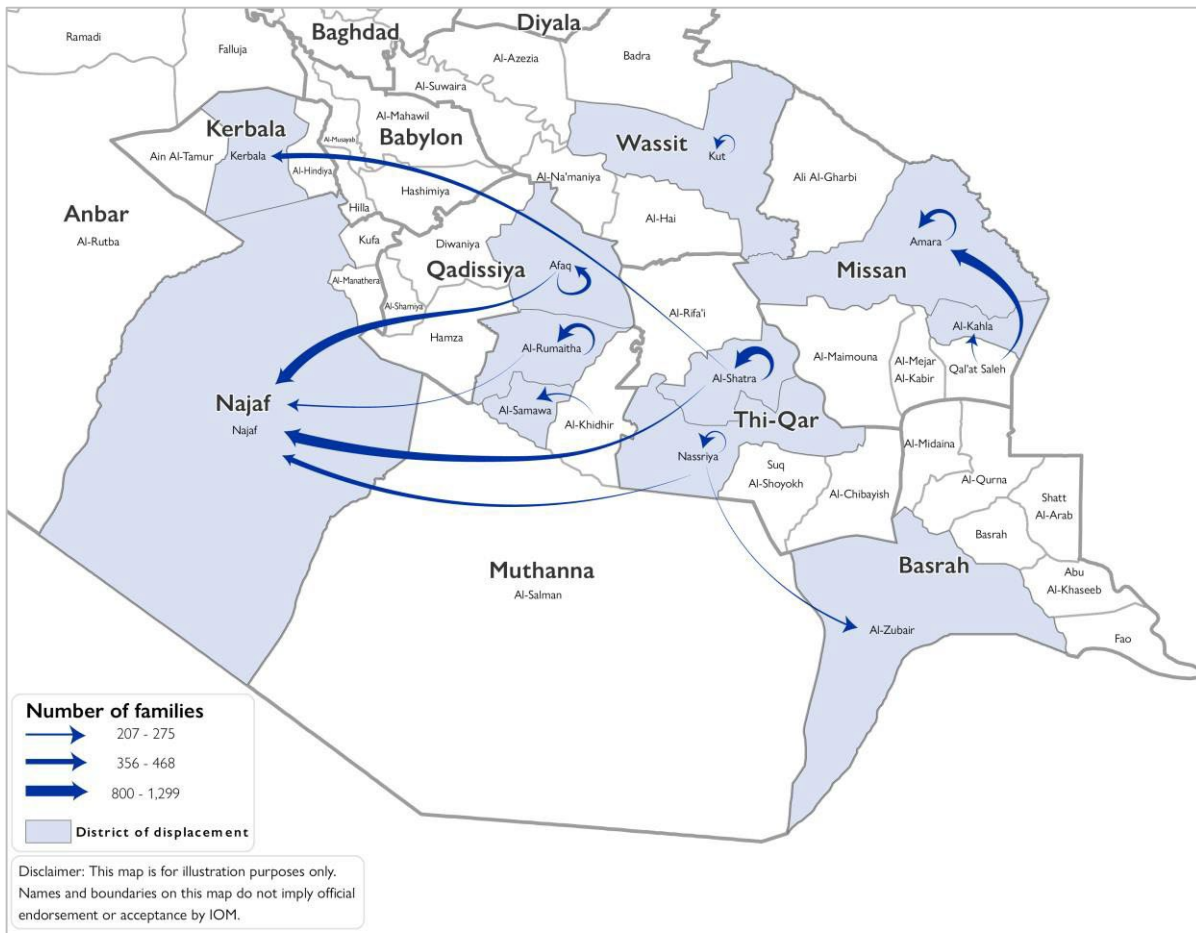 Diyala
Baghdad
Ramadi
Falluja
Al-Azezia
Badra
Al-Suwaira
Al-Mahawil
Kerbala
Al-Musayab
Babylon
Wassit
Ain Al-Tamur
Kerbala
Kut
Al-Hindiya
Al-Na'maniya
Ali Al-Gharbi
Hashimiya
Anbar
Hilla
Al-Hai
Al-Rutba
Kufa
Diwaniya
Amara
Qadissiya
Afaq
Missan
Al-Manathera
Al-Shamiya
Al-Rifa'i
Hamza
Al-Kahla
Al-Rumaitha
Al-Maimouna
Al-Mejar
Al-Kabir
Qal'at Saleh
Al-Shatra
Najaf
Al-Samawa
Al-Khidhir
Thi-Qar
Najaf
Al-Midaina
Nassriya
Suq
Al-Shoyokh
Al-Qurna
Al-Chibayish
Shatt
Al-Arab
Basrah
Muthanna
Basrah
Abu
Al-Khaseeb
Al-Salman
Al-Zubair
Fao
Number of families
207 - 275
356 - 468
800 - 1,299
District of displacement
Disclaimer: This map is for illustration purposes only.
Names and boundaries on this map do not imply official
endorsement or acceptance by IOM.